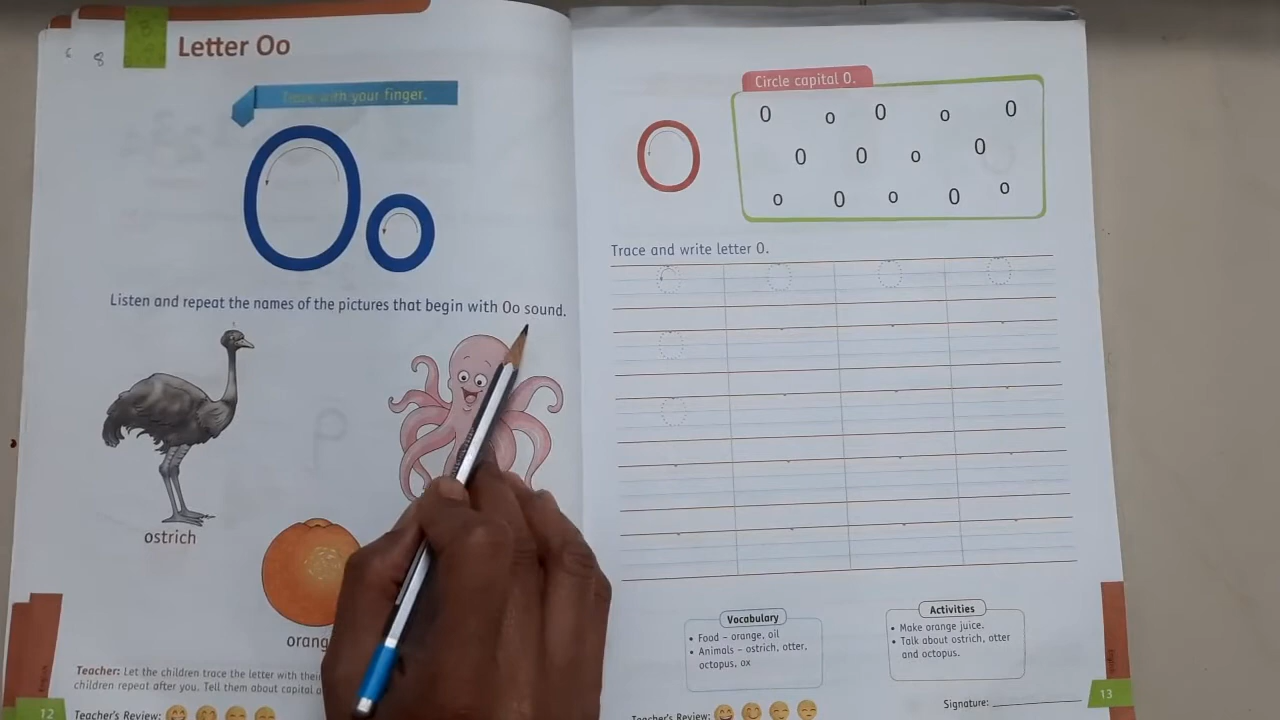 8
Letter Oo
Trace with your finger.
Oo
Listen and repeat the names of the pictures that begin with Oo sound.
ostrich
Teacher: Let the children trace the letter with
children repeat after you. Tell them about capital
Teacher's Review:
12
Circle capital O.
O
O o O o O
O O o O
o O o O o
Trace and write letter O.
O O O O
O
O
Vocabulary
• Food – orange, oil
• Animals – ostrich, otter,
octopus, ox
Activities
• Make orange juice.
• Talk about ostrich, otter
and octopus.
Teacher's Review:
Signature:
English
13